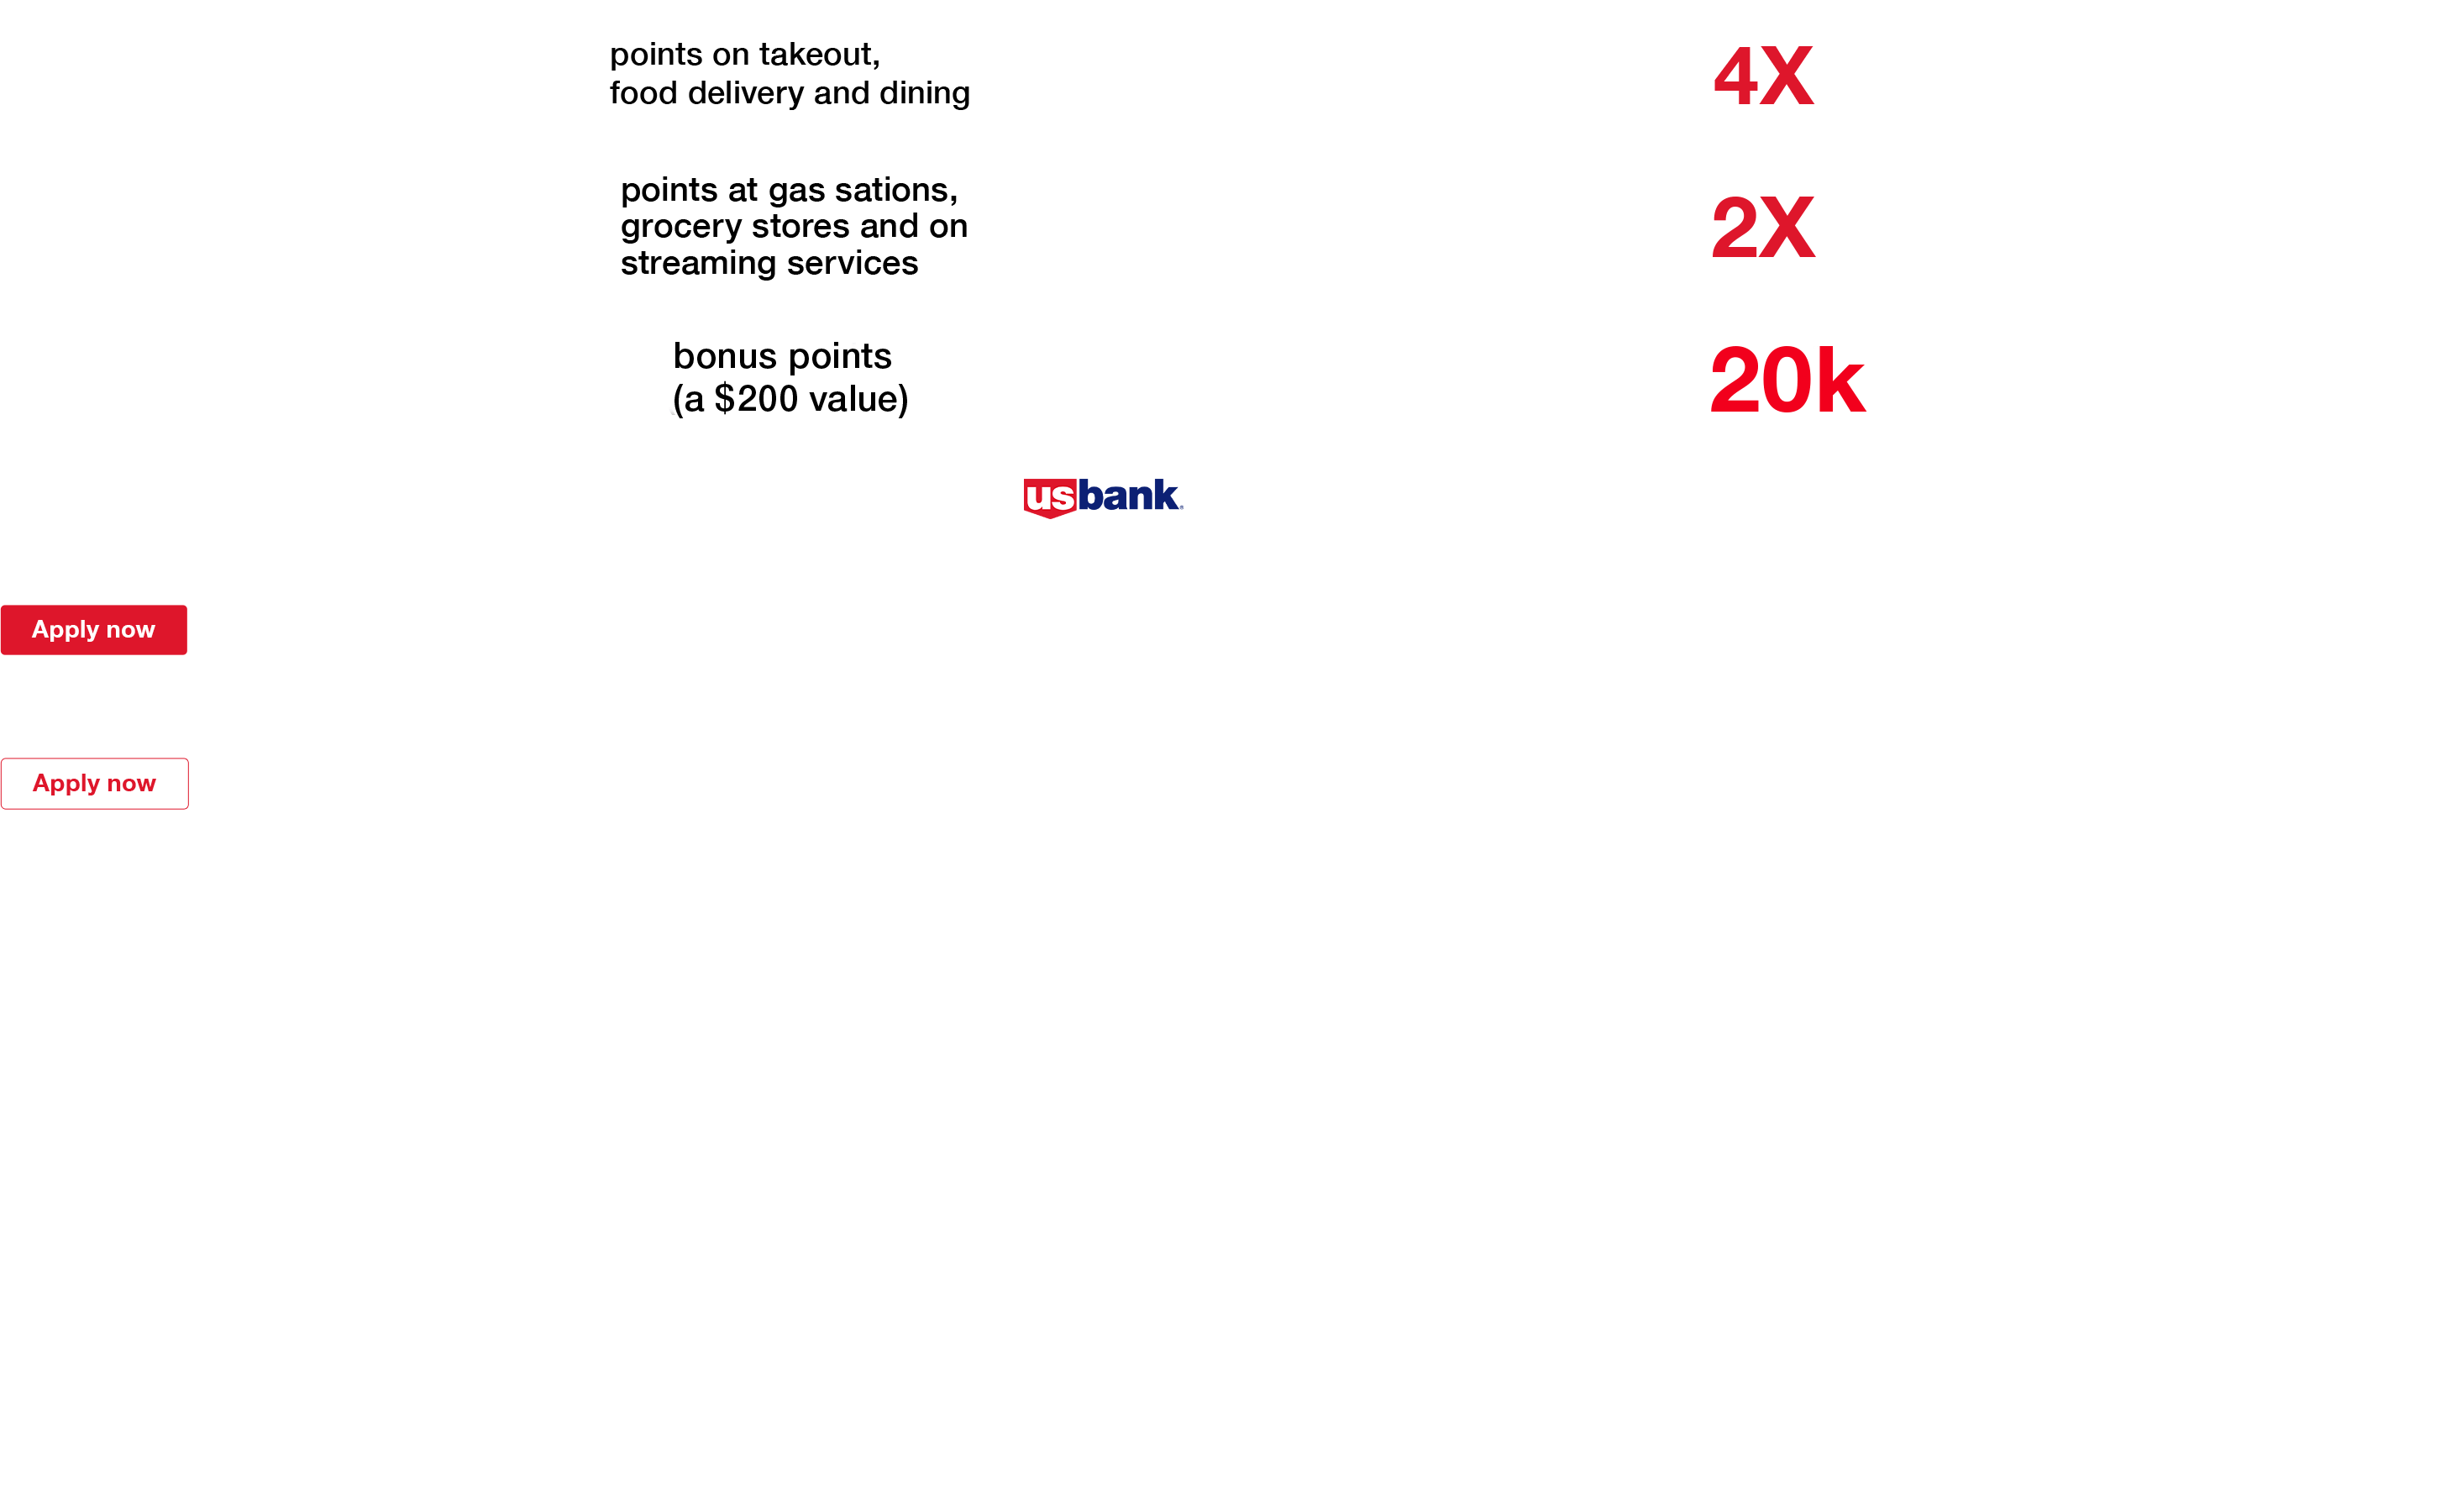 points on takeout,
food delivery and dining
4X
points at gas sations,
grocery stores and on
streaming services
2X
bonus points
(a $200 value)
20k
usbank®
Apply now
Apply now